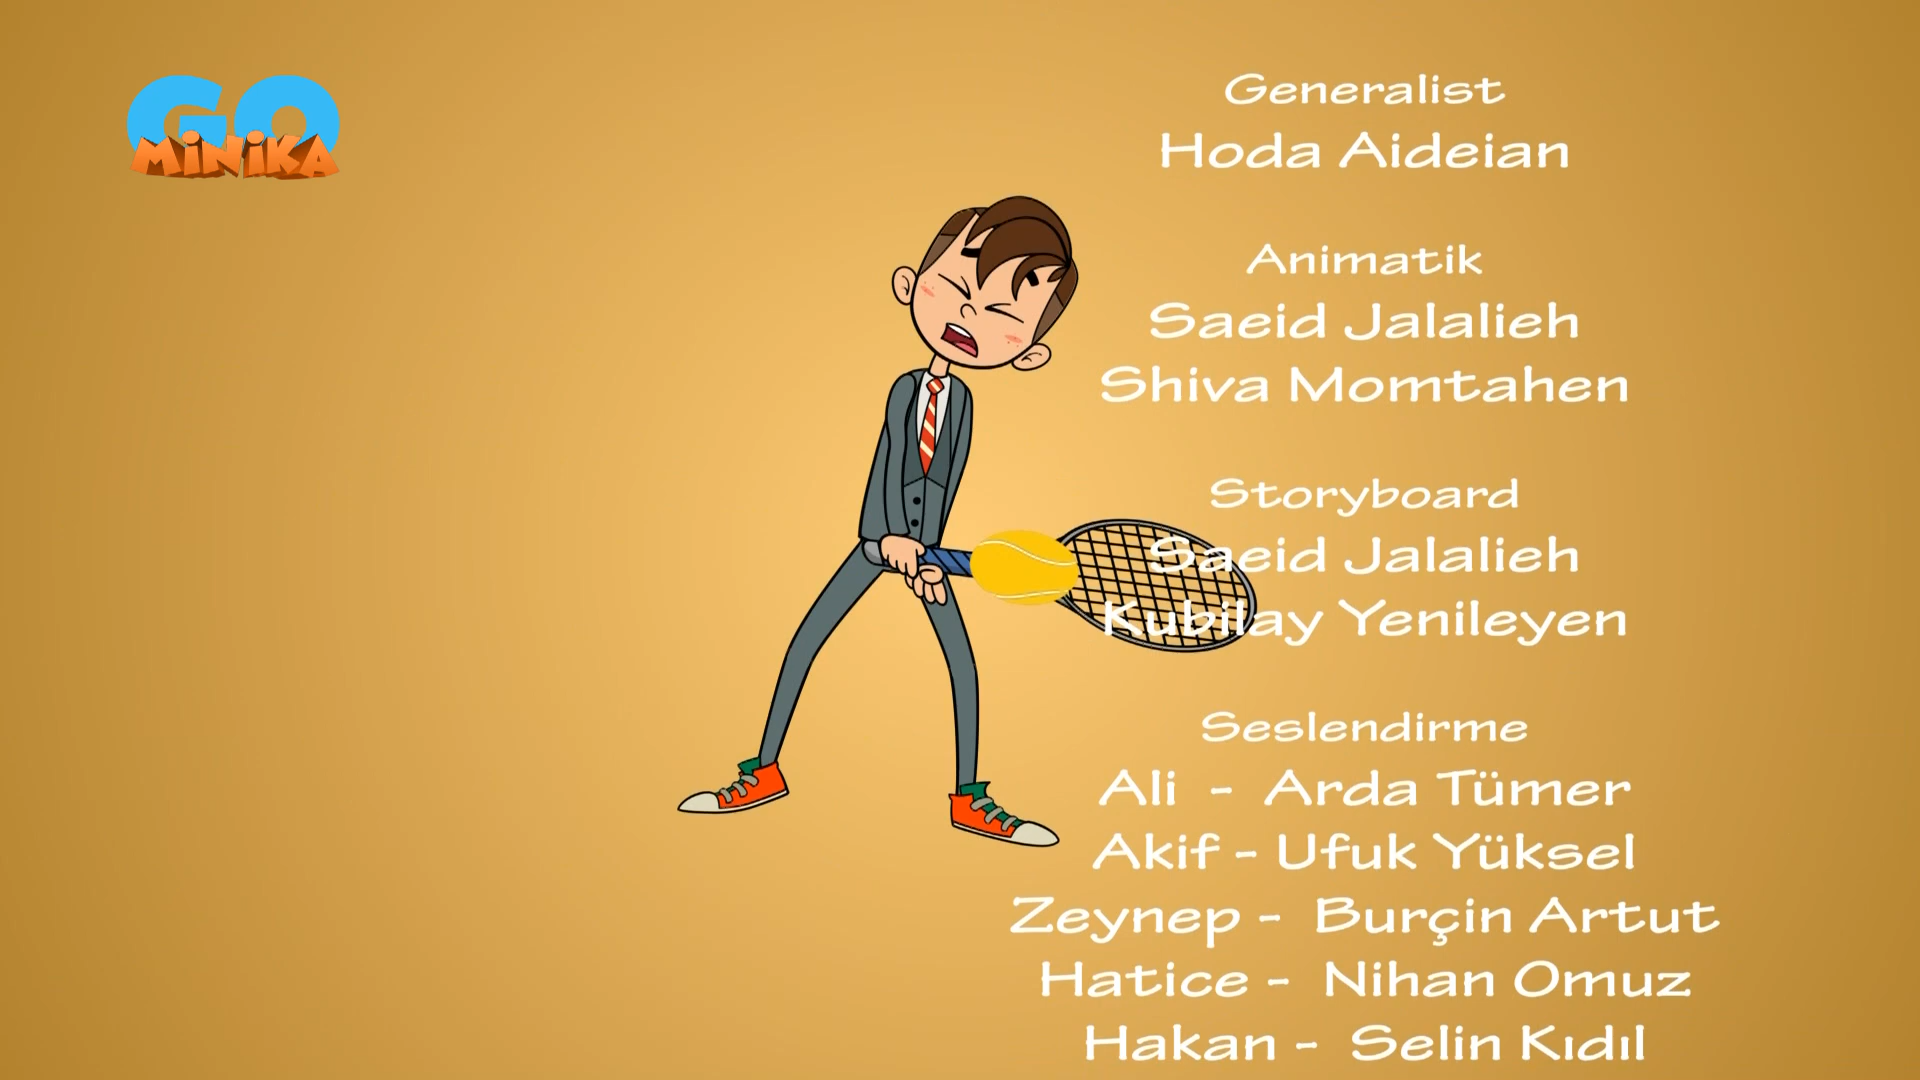 GO
MiNiKA
Generalist
Hoda Aideian
Animatik
Saeid Jalalieh
Shiva Momtahen
Storyboard
Saeid Jalalieh
Kubilay Yenileyen
Seslendirme
Ali - Arda Tümer
Akif - Ufuk Yüksel
Zeynep - Burçin Artut
Hatice - Nihan Omuz
Hakan - Selin Kıdıl